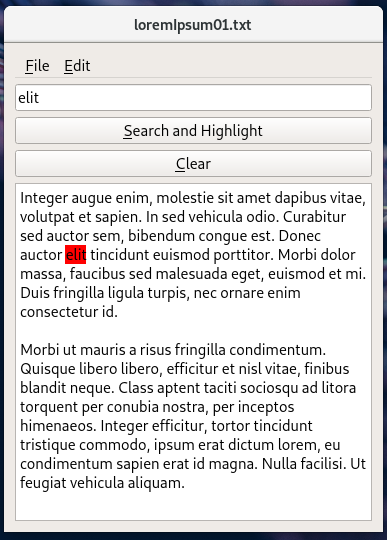 loremIpsum01.txt
File Edit
elit
Search and Highlight
Clear
Integer augue enim, molestie sit amet dapibus vitae,
volutpat et sapien. In sed vehicula odio. Curabitur
sed auctor sem, bibendum congue est. Donec
auctor elit tincidunt euismod porttitor. Morbi dolor
massa, faucibus sed malesuada eget, euismod et mi.
Duis fringilla ligula turpis, nec ornare enim
consectetur id.
Morbi ut mauris a risus fringilla condimentum.
Quisque libero libero, efficitur et nisl vitae, finibus
blandit neque. Class aptent taciti sociosqu ad litora
torquent per conubia nostra, per inceptos
himenaeos. Integer efficitur, tortor tincidunt
tristique commodo, ipsum erat dictum lorem, eu
condimentum sapien erat id magna. Nulla facilisi. Ut
feugiat vehicula aliquam.